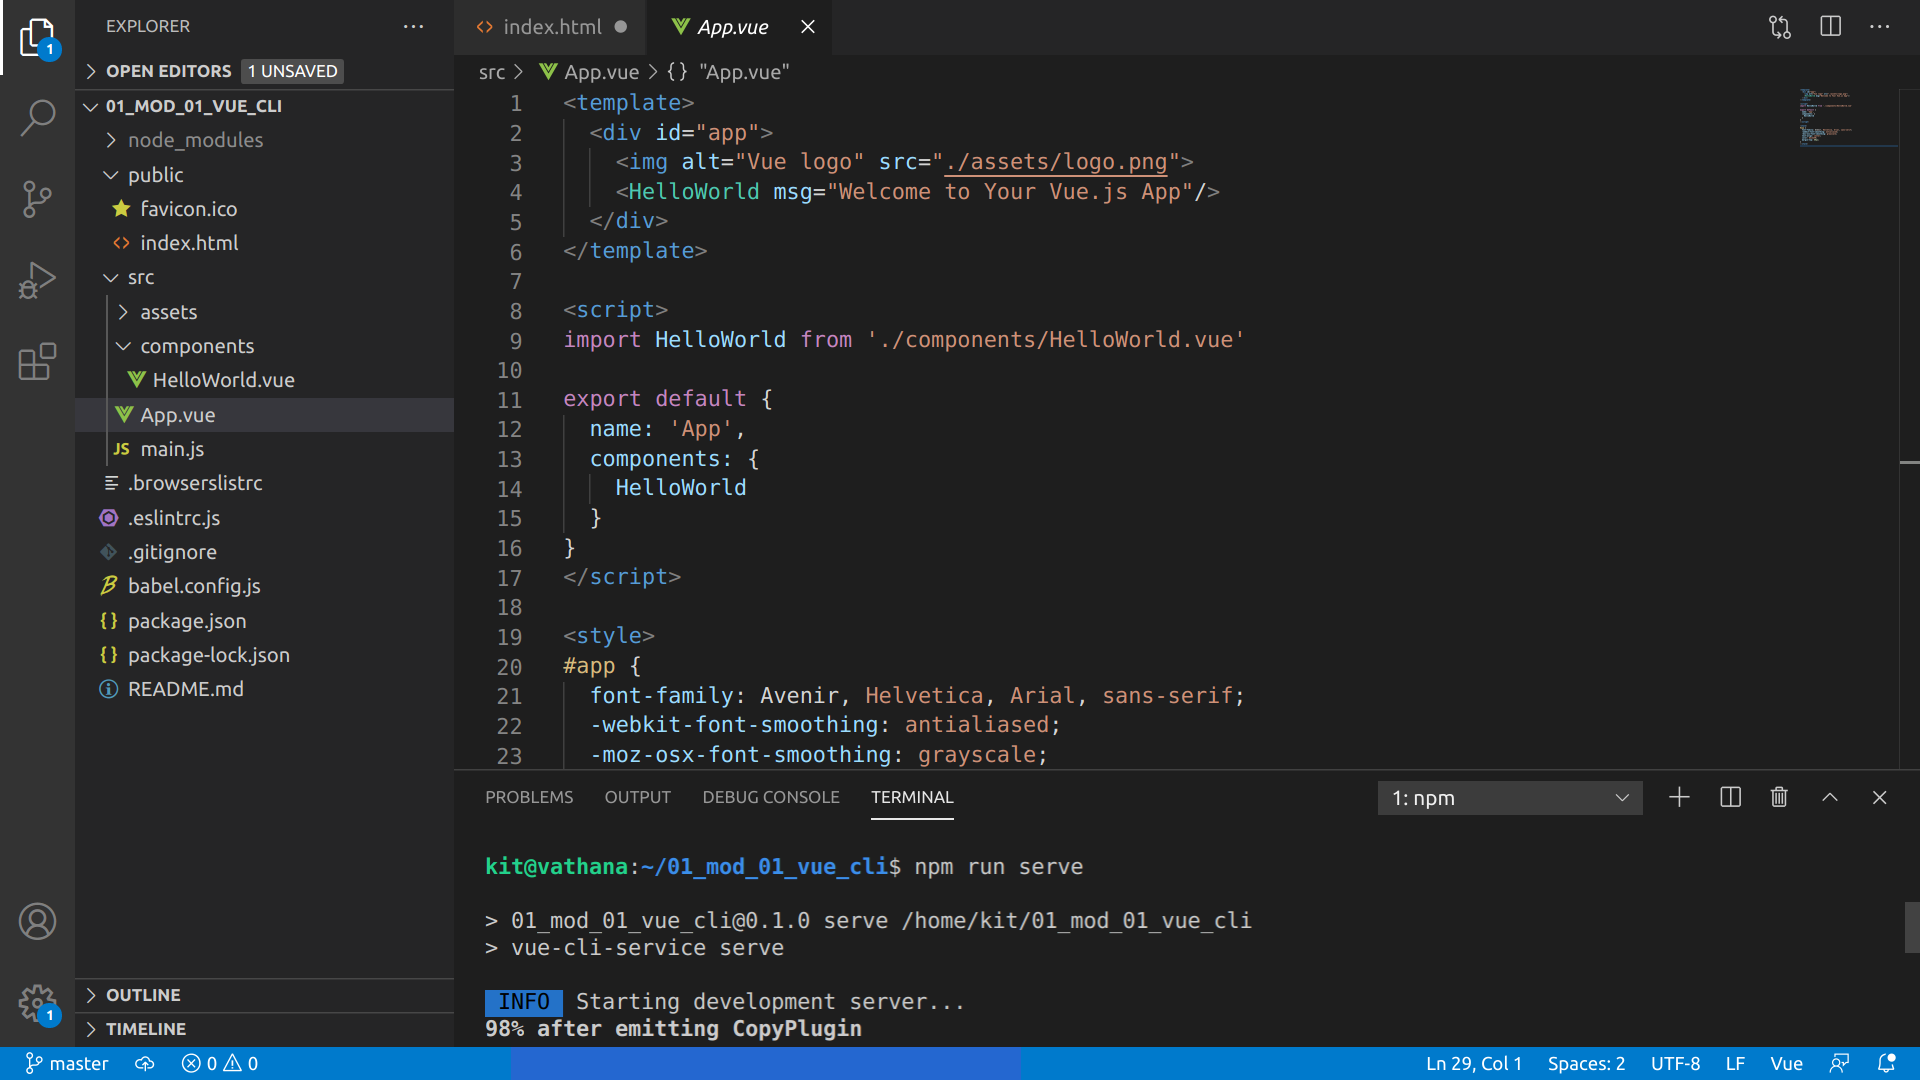 EXPLORER
OPEN EDITORS 1 UNSAVED
01_MOD_01_VUE_CLI
node_modules
public
favicon.ico
index.html
src
assets
components
HelloWorld.vue
App.vue
JS main.js
.browserslistrc
.eslintrc.js
.gitignore
babel.config.js
{} package.json
{} package-lock.json
README.md
OUTLINE
TIMELINE
1
1
index.html
App.vue
src > App.vue > {} "App.vue"
1 <template>
2 <div id="app">
3 <img alt="Vue logo" src="./assets/logo.png">
4 <HelloWorld msg="Welcome to Your Vue.js App"/>
5 </div>
6 </template>
7
8 <script>
9 import HelloWorld from './components/HelloWorld.vue'
10
11 export default {
12 name: 'App',
13 components: {
14 HelloWorld
15 }
16 }
17 </script>
18
19 <style>
20 #app {
21 font-family: Avenir, Helvetica, Arial, sans-serif;
22 -webkit-font-smoothing: antialiased;
23 -moz-osx-font-smoothing: grayscale;
PROBLEMS OUTPUT DEBUG CONSOLE TERMINAL 1: npm
kit@vathana:~/01_mod_01_vue_cli$ npm run serve
> 01_mod_01_vue_cli@0.1.0 serve /home/kit/01_mod_01_vue_cli
> vue-cli-service serve
INFO Starting development server...
98% after emitting CopyPlugin
master 0 0 Ln 29, Col 1 Spaces: 2 UTF-8 LF Vue